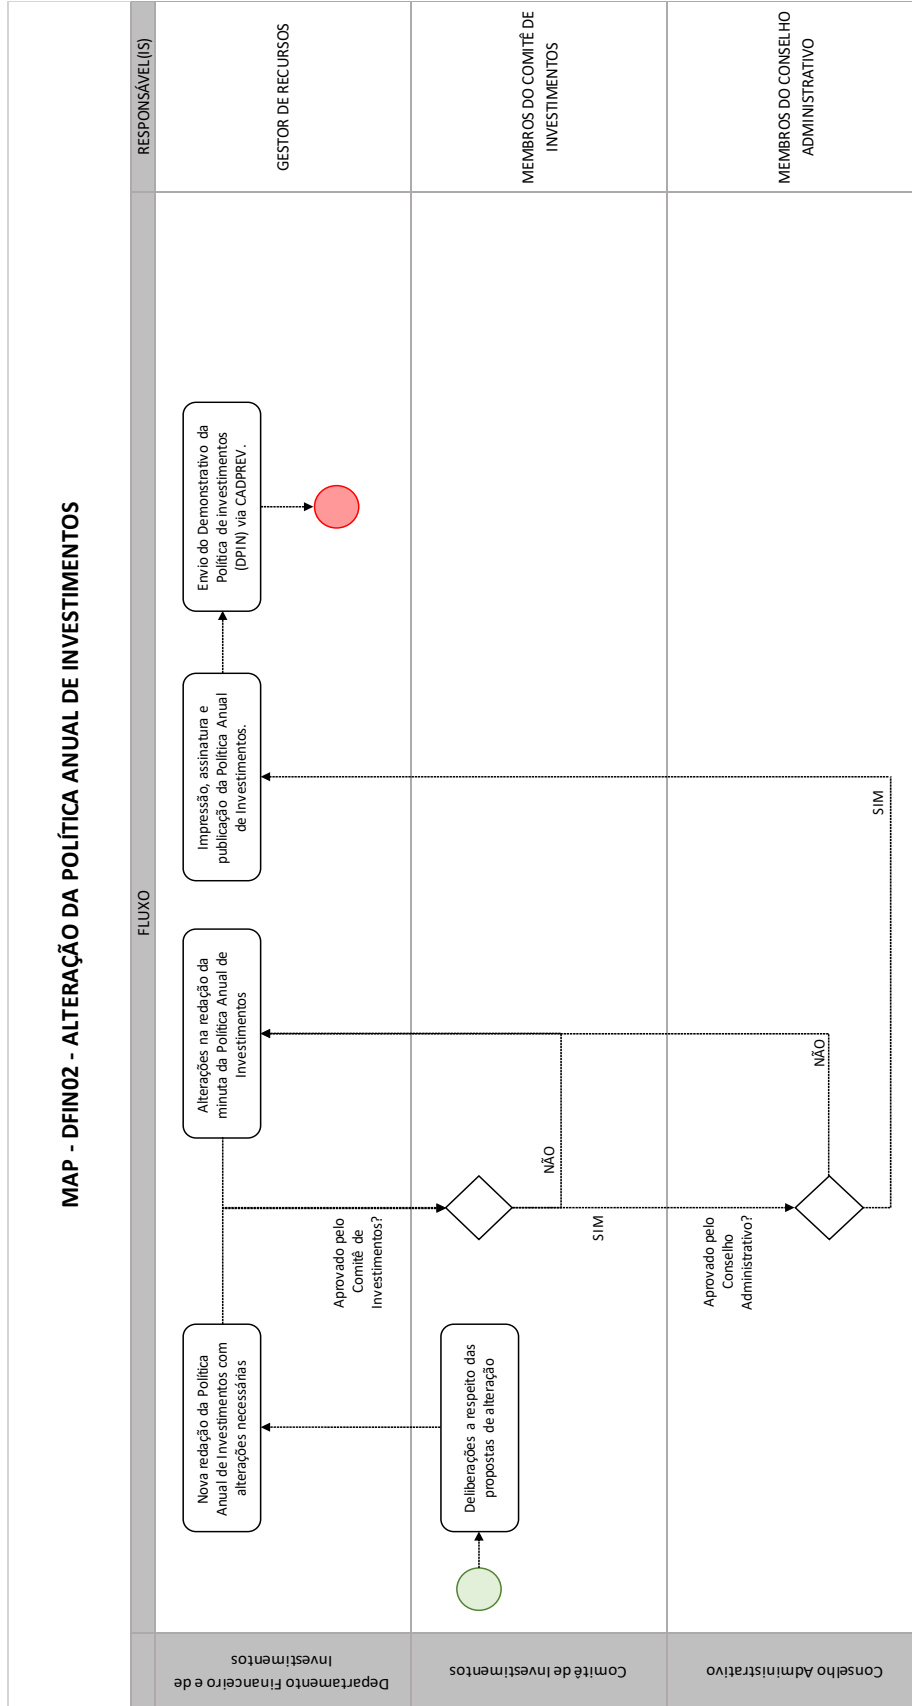 MAP - DFIN02 - ALTERAÇÃO DA POLÍTICA ANUAL DE INVESTIMENTOS
FLUXO
RESPONSÁVEL(IS)
Departamento Financeiro e de
Investimentos
Nova redação da Política
Anual de Investimentos com
alterações necessárias
Alterações na redação da
minuta da Política Anual de
Investimentos
Impressão, assinatura e
publicação da Política Anual
de Investimentos.
Envio do Demonstrativo da
Política de investimentos
(DPIN) via CADPREV.
GESTOR DE RECURSOS
Aprovado pelo
Comitê de
Investimentos?
Comitê de Investimentos
Deliberações a respeito das
propostas de alteração
NÃO
SIM
MEMBROS DO COMITÊ DE
INVESTIMENTOS
Conselho Administrativo
Aprovado pelo
Conselho
Administrativo?
NÃO
SIM
MEMBROS DO CONSELHO
ADMINISTRATIVO